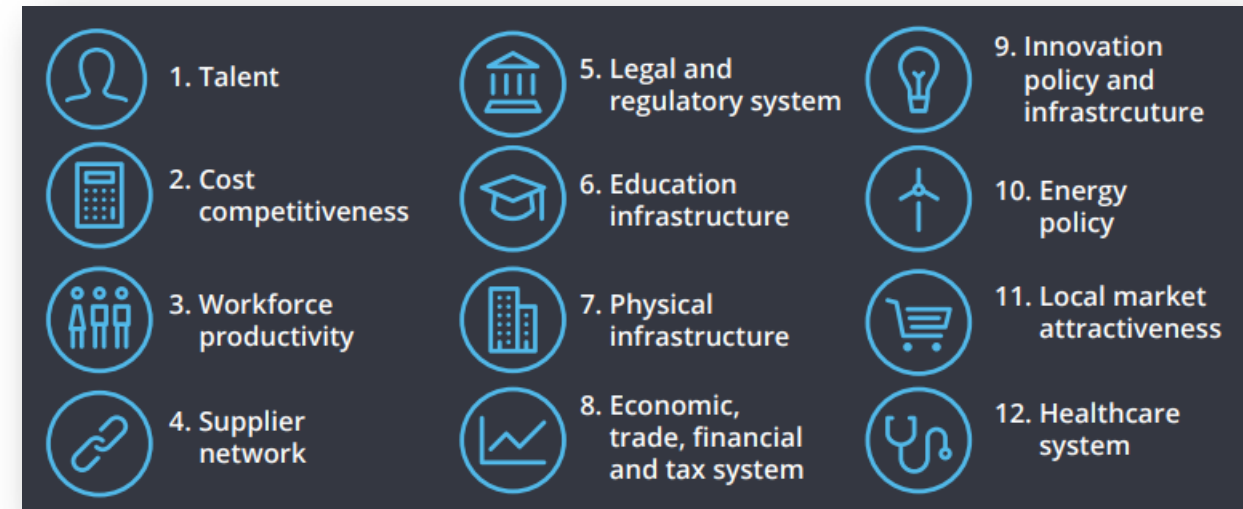 1. Talent
2. Cost
competitiveness
3. Workforce
productivity
4. Supplier
network
5. Legal and
regulatory system
6. Education
infrastructure
7. Physical
infrastructure
8. Economic,
trade, financial
and tax system
9. Innovation
policy and
infrastrcuture
10. Energy
policy
11. Local market
attractiveness
12. Healthcare
system